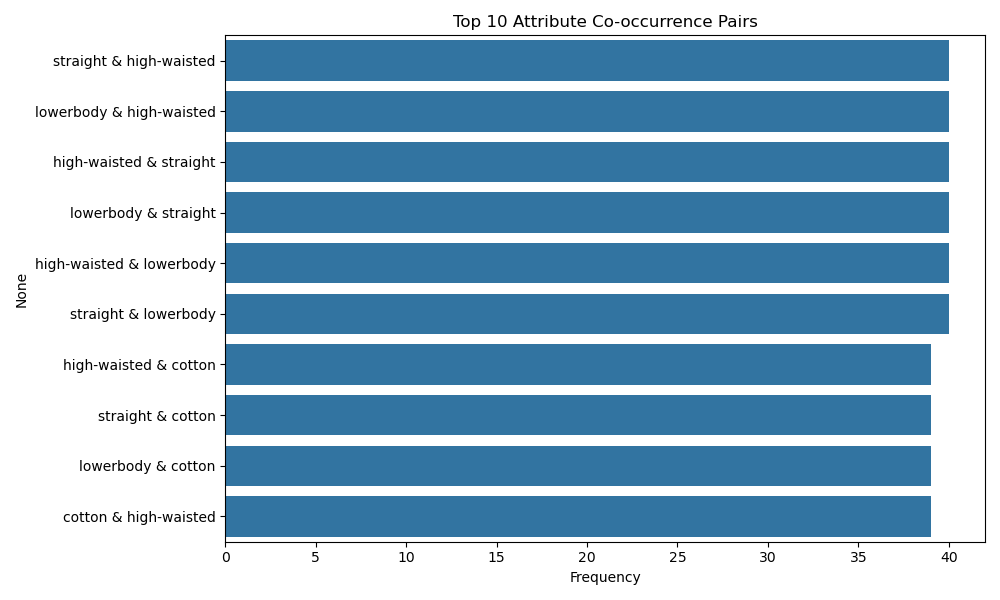 Top 10 Attribute Co-occurrence Pairs
straight & high-waisted
lowerbody & high-waisted
high-waisted & straight
lowerbody & straight
high-waisted & lowerbody
straight & lowerbody
high-waisted & cotton
straight & cotton
lowerbody & cotton
cotton & high-waisted
None
0 5 10 15 20 25 30 35 40
Frequency